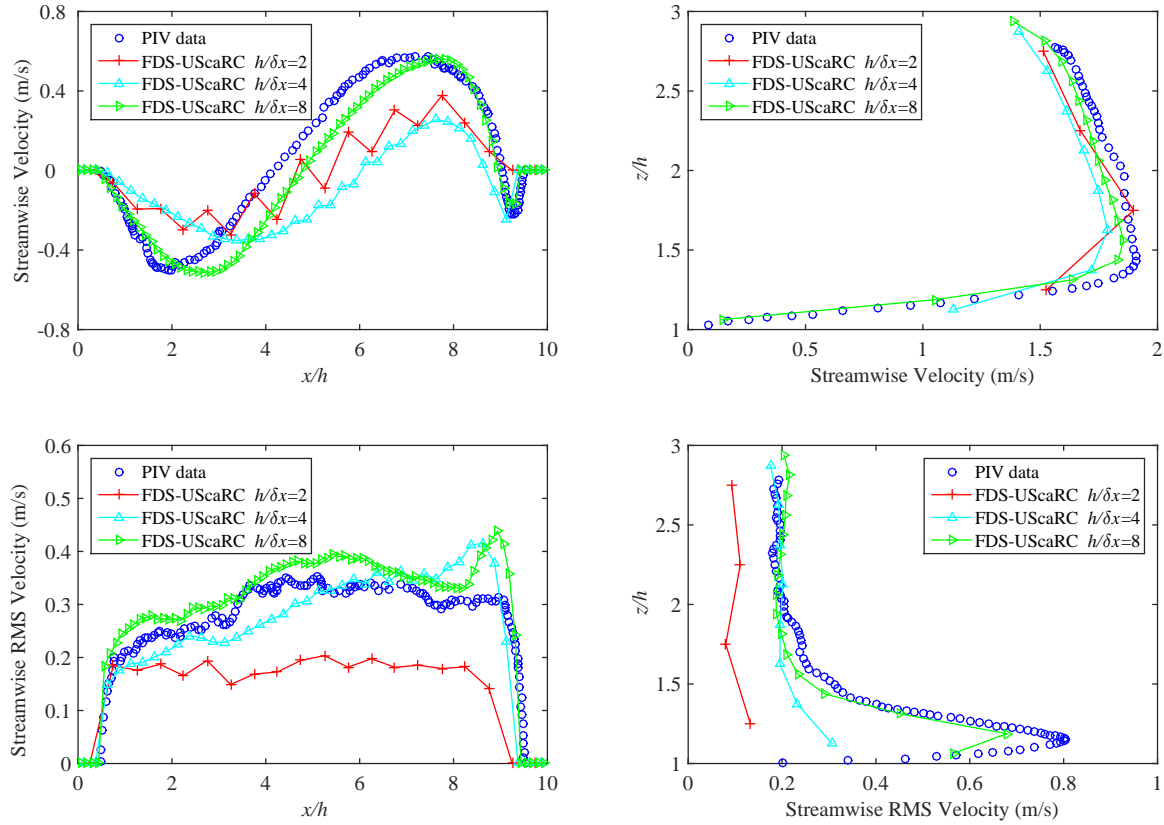 0.8
0.4
0
-0.4
-0.8
0 2 4 6 8 10
Streamwise Velocity (m/s)
x/h
PIV data
FDS-UScaRC h/δx=2
FDS-UScaRC h/δx=4
FDS-UScaRC h/δx=8
3
2.5
2
1.5
1
0 0.5 1 1.5 2
z/h
Streamwise Velocity (m/s)
PIV data
FDS-UScaRC h/δx=2
FDS-UScaRC h/δx=4
FDS-UScaRC h/δx=8
0.6
0.5
0.4
0.3
0.2
0.1
0
0 2 4 6 8 10
Streamwise RMS Velocity (m/s)
x/h
PIV data
FDS-UScaRC h/δx=2
FDS-UScaRC h/δx=4
FDS-UScaRC h/δx=8
3
2.5
2
1.5
1
0 0.2 0.4 0.6 0.8 1
z/h
Streamwise RMS Velocity (m/s)
PIV data
FDS-UScaRC h/δx=2
FDS-UScaRC h/δx=4
FDS-UScaRC h/δx=8